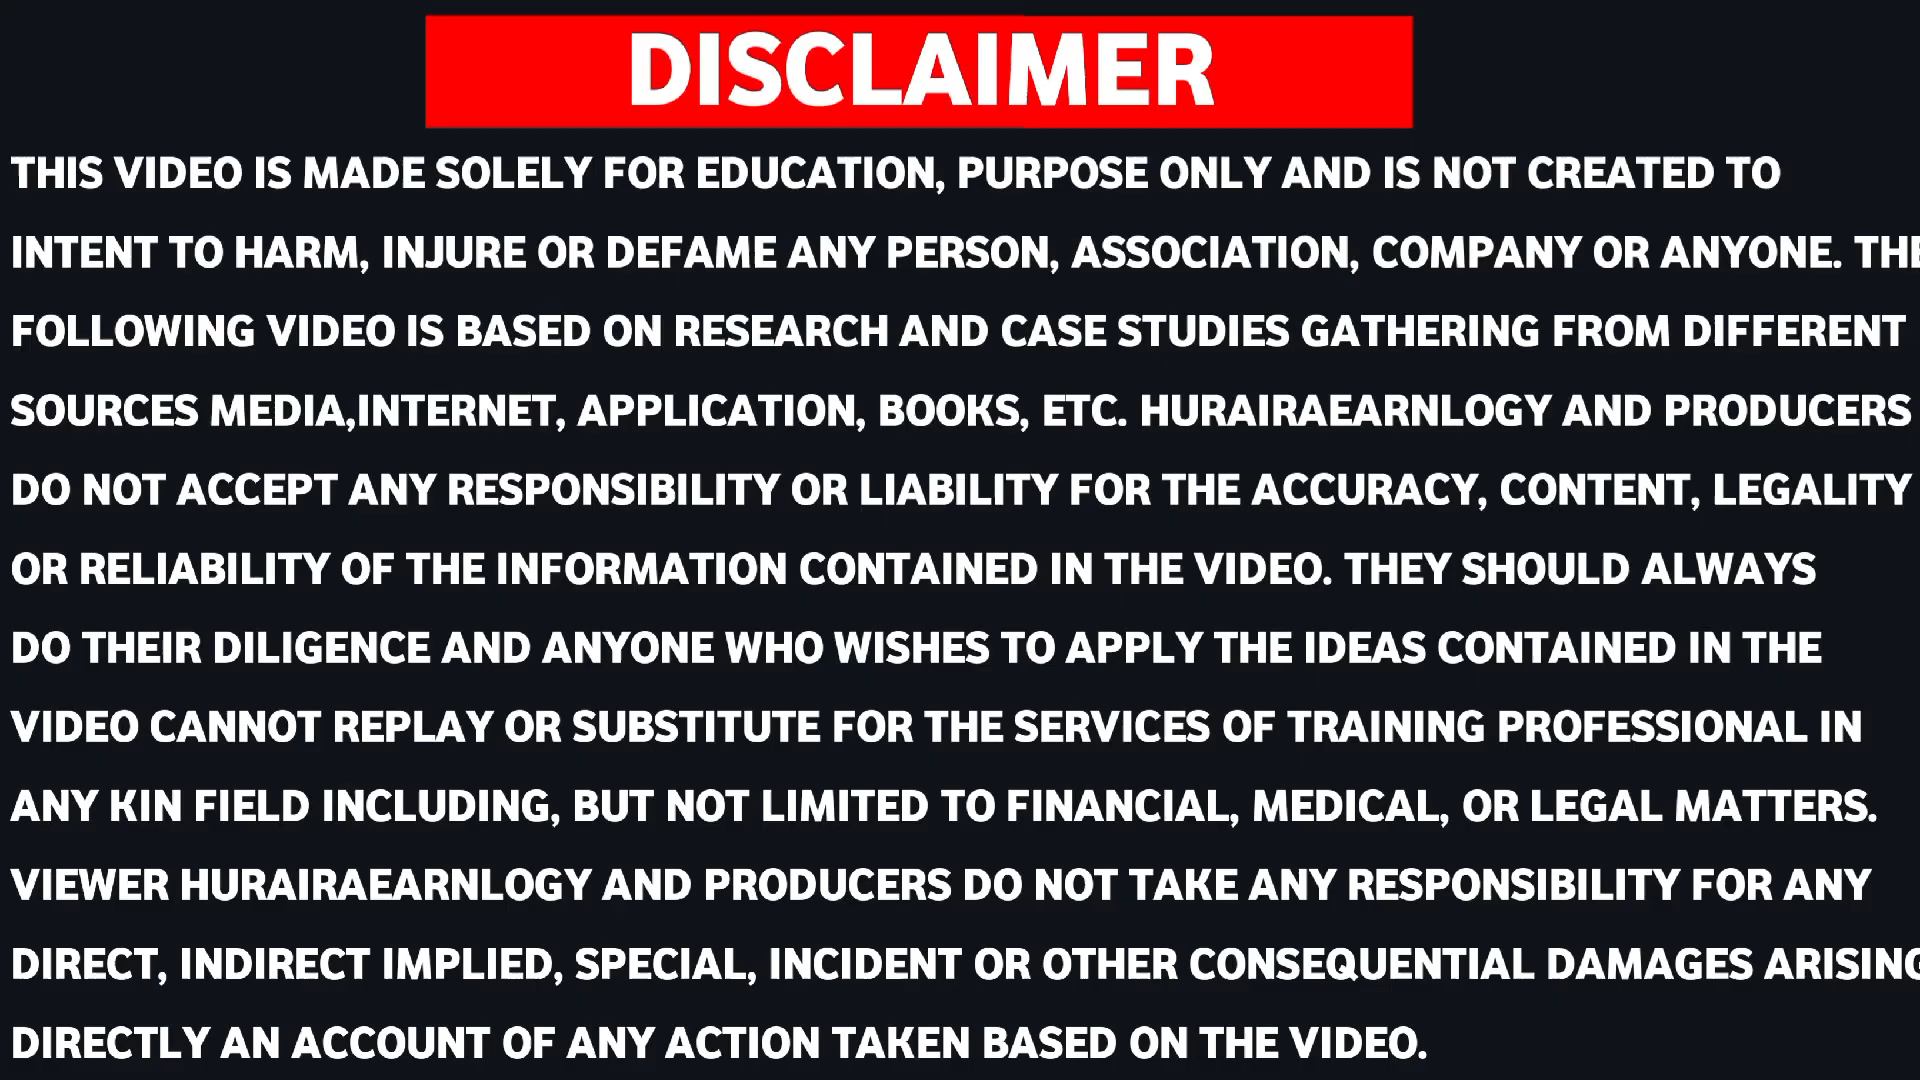 DISCLAIMER
THIS VIDEO IS MADE SOLELY FOR EDUCATION, PURPOSE ONLY AND IS NOT CREATED TO
INTENT TO HARM, INJURE OR DEFAME ANY PERSON, ASSOCIATION, COMPANY OR ANYONE. THE
FOLLOWING VIDEO IS BASED ON RESEARCH AND CASE STUDIES GATHERING FROM DIFFERENT
SOURCES MEDIA,INTERNET, APPLICATION, BOOKS, ETC. HURAIRAEARNLOGY AND PRODUCERS
DO NOT ACCEPT ANY RESPONSIBILITY OR LIABILITY FOR THE ACCURACY, CONTENT, LEGALITY
OR RELIABILITY OF THE INFORMATION CONTAINED IN THE VIDEO. THEY SHOULD ALWAYS
DO THEIR DILIGENCE AND ANYONE WHO WISHES TO APPLY THE IDEAS CONTAINED IN THE
VIDEO CANNOT REPLAY OR SUBSTITUTE FOR THE SERVICES OF TRAINING PROFESSIONAL IN
ANY KIN FIELD INCLUDING, BUT NOT LIMITED TO FINANCIAL, MEDICAL, OR LEGAL MATTERS.
VIEWER HURAIRAEARNLOGY AND PRODUCERS DO NOT TAKE ANY RESPONSIBILITY FOR ANY
DIRECT, INDIRECT IMPLIED, SPECIAL, INCIDENT OR OTHER CONSEQUENTIAL DAMAGES ARISING
DIRECTLY AN ACCOUNT OF ANY ACTION TAKEN BASED ON THE VIDEO.